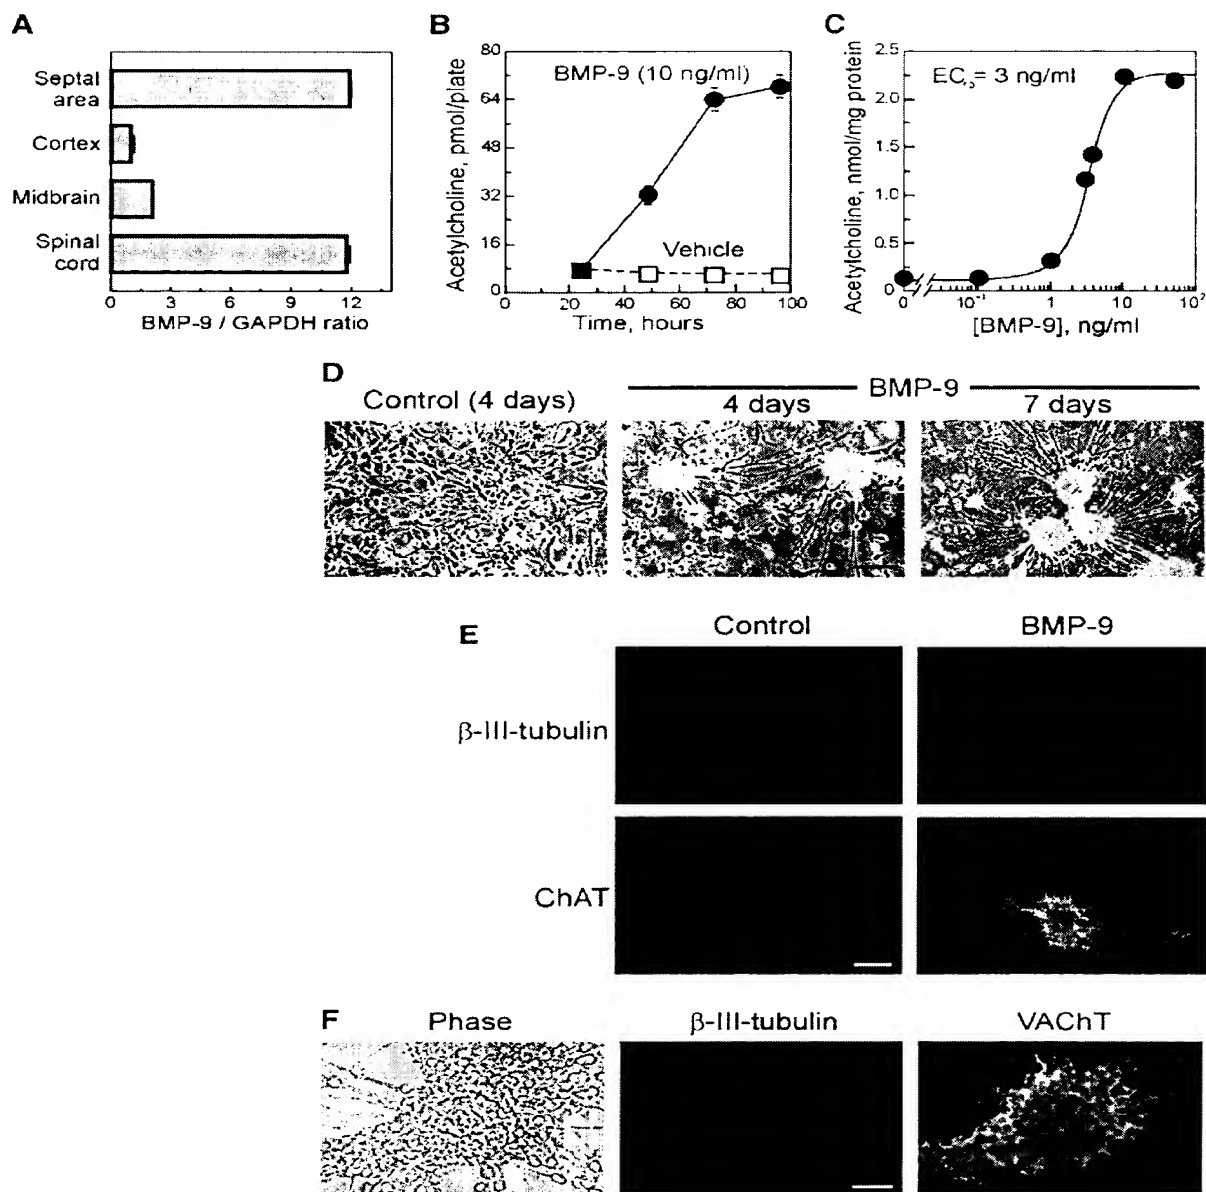 A
Septal
area
Cortex
Midbrain
Spinal
cord
0 3 6 9 12
BMP-9 / GAPDH ratio
B
Acetylcholine, pmol/plate
80
64
48
32
16
0
BMP-9 (10 ng/ml)
Vehicle
0 20 40 60 80 100
Time, hours
C
Acetylcholine, nmol/mg protein
2.5
2.0
1.5
1.25
0.5
0.25
0
= 3 ng/ml
0 10⁻¹ 1 10 10²
[BMP-9], ng/ml
D
BMP-9
Control (4 days) 4 days 7 days
E
Control BMP-9
β-III-tubulin
ChAT
F
Phase β-III-tubulin VAChT